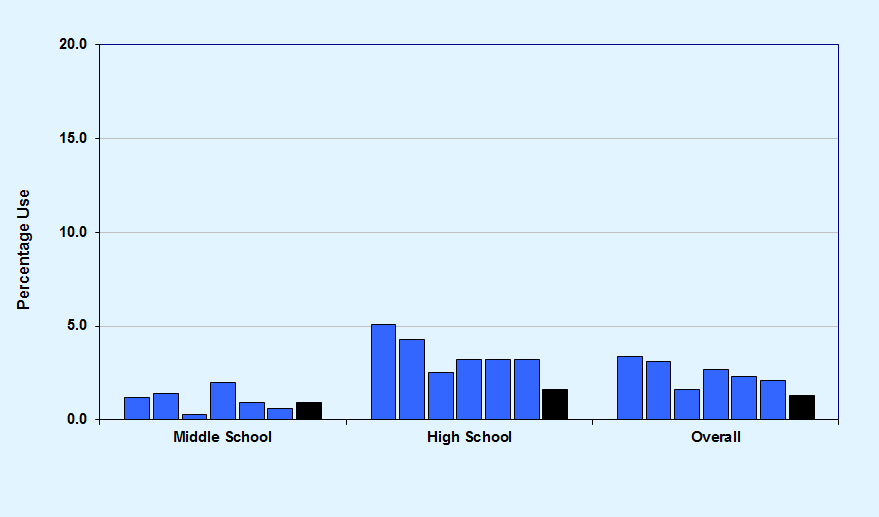 20.0
15.0
10.0
5.0
0.0
Percentage Use
Middle School
High School
Overall